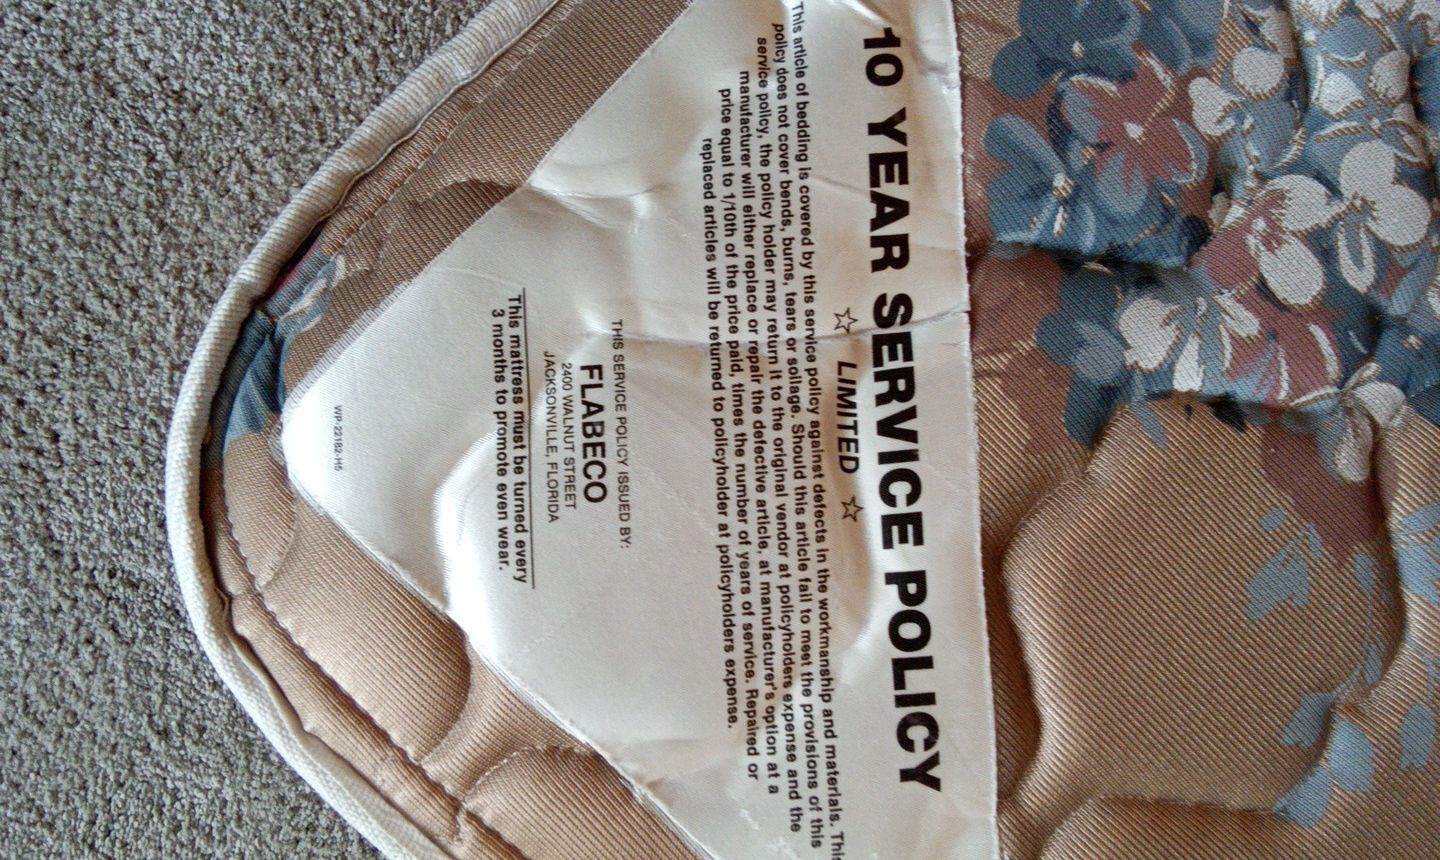 10 YEAR SERVICE POLICY
☆ LIMITED ☆
This article of bedding is covered by this service policy against defects in the workmanship and materials. This
policy does not cover bends, burns, tears or soilage. Should this article fail to meet the provisions of this
service policy, the policy holder may return it to the original vendor at policyholders expense and the
manufacturer will either replace or repair the defective article, at manufacturer's option at a
price equal to 1/10th of the price paid, times the number of years of service. Repaired or
replaced articles will be returned to policyholder at policyholders expense.
THIS SERVICE POLICY ISSUED BY:
FLABECO
2400 WALNUT STREET
JACKSONVILLE, FLORIDA
This mattress must be turned every
3 months to promote even wear.
WP-22182-H5